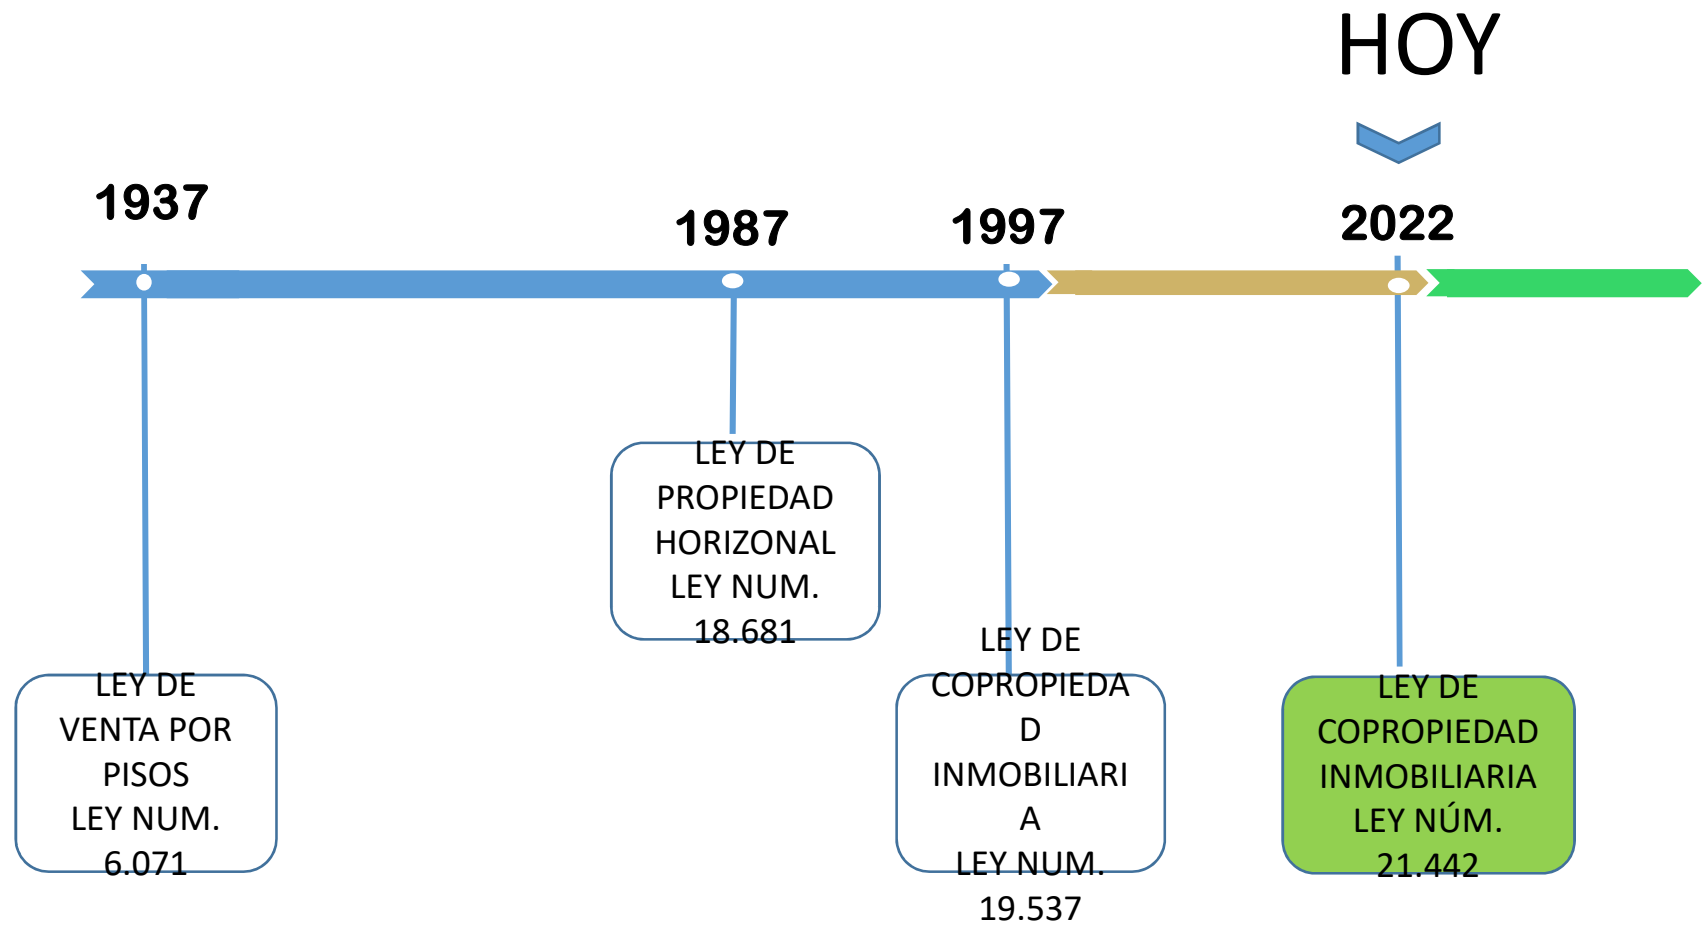 HOY
1937
1987
1997
2022
LEY DE
VENTA POR
PISOS
LEY NUM.
6.071
LEY DE
PROPIEDAD
HORIZONAL
LEY NUM.
18.681
LEY DE
COPROPIEDA
D
INMOBILIARI
A
LEY NUM.
19.537
LEY DE
COPROPIEDAD
INMOBILIARIA
LEY NÚM.
21.442